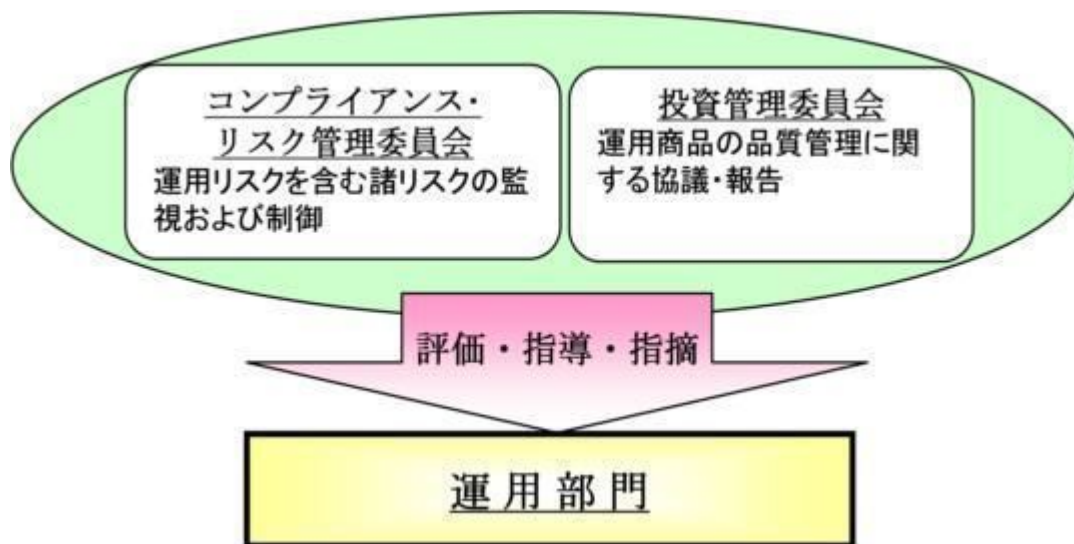 コンプライアンス・
リスク管理委員会
運用リスクを含む諸リスクの監
視および制御
投資管理委員会
運用商品の品質管理に関
する協議・報告
評価・指導・指摘
運用部門